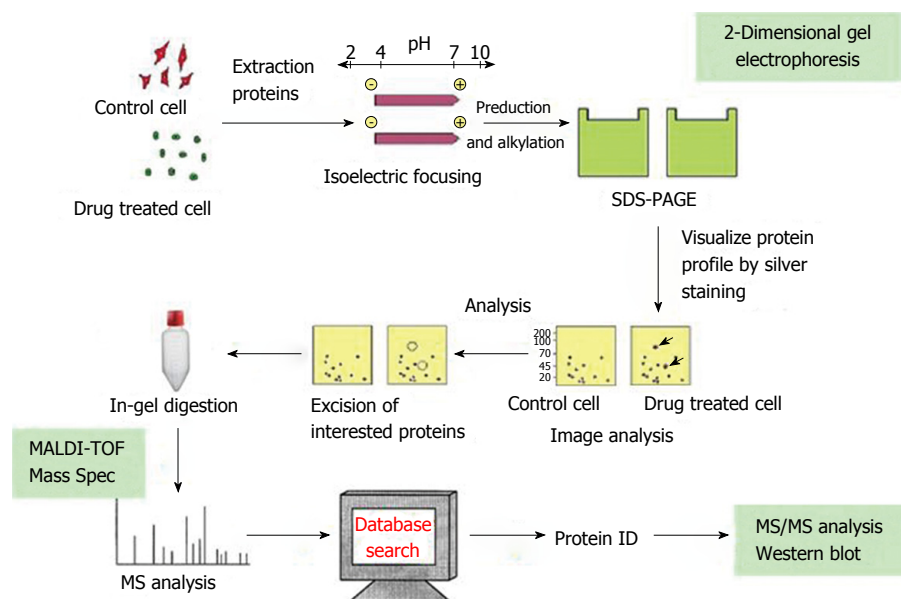 2-Dimensional gel
electrophoresis
Control cell
Drug treated cell
Extraction
proteins
pH
2 4 7 10
- +
- +
Isoelectric focusing
Preduction
and alkylation
SDS-PAGE
Visualize protein
profile by silver
staining
200
100
70
45
20
Control cell
Drug treated cell
Image analysis
Analysis
Excision of
interested proteins
In-gel digestion
MALDI-TOF
Mass Spec
MS analysis
Database
search
Protein ID
MS/MS analysis
Western blot